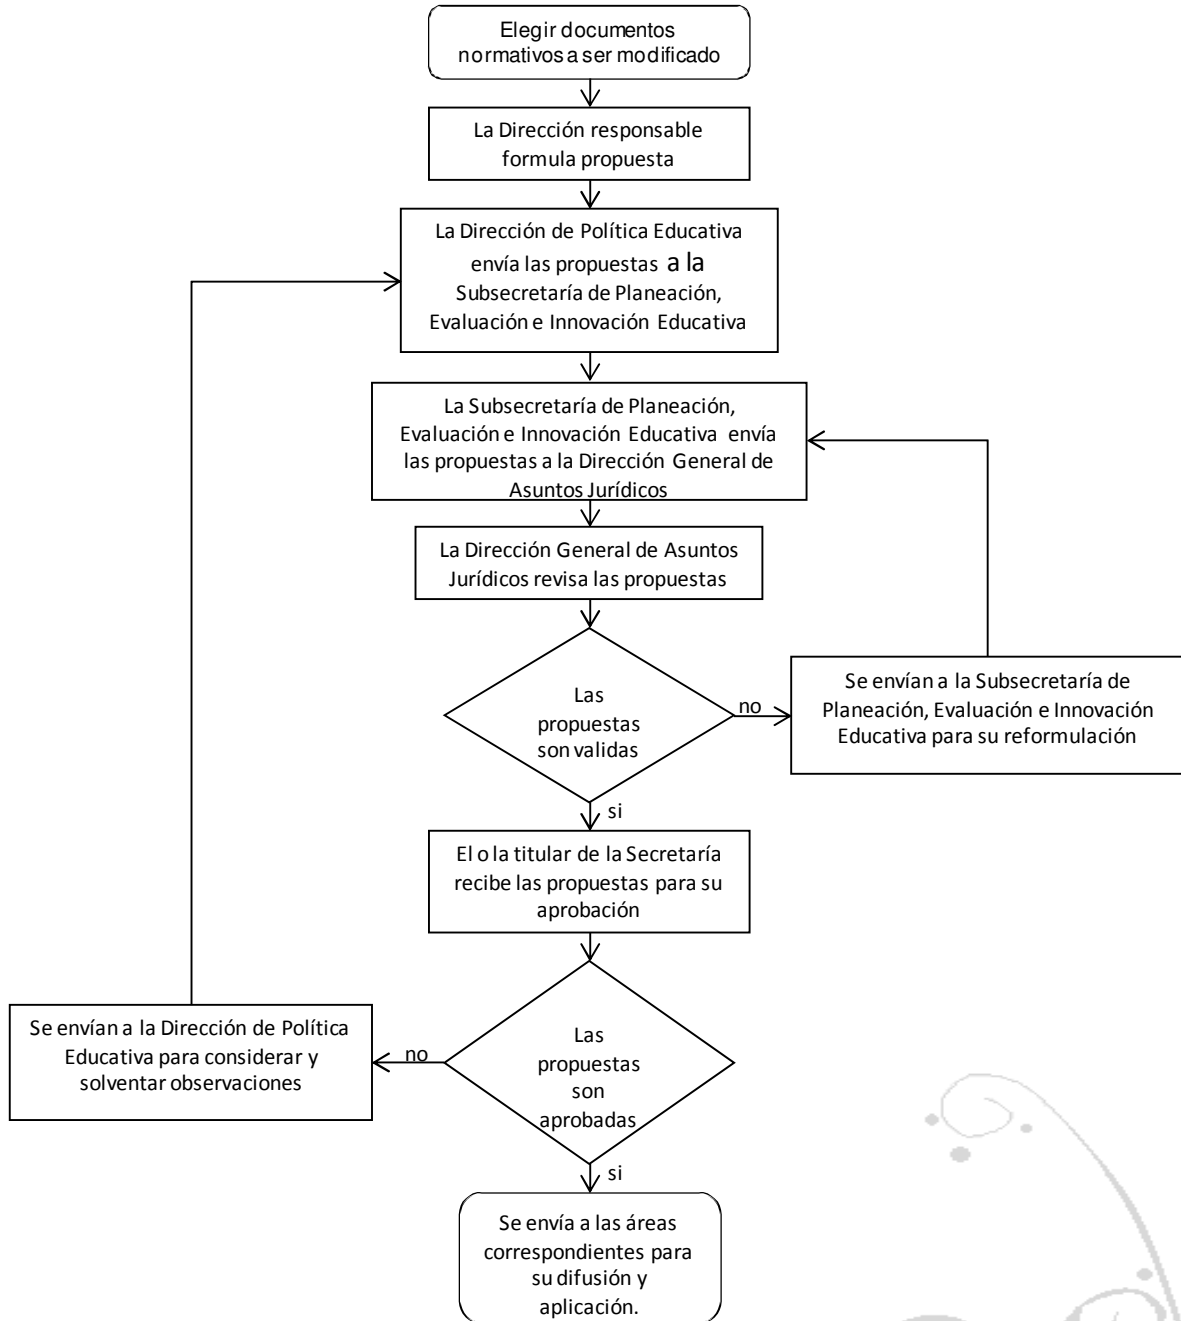 Elegir documentos
normativos a ser modificado
La Dirección responsable
formula propuesta
La Dirección de Política Educativa
envía las propuestas a la
Subsecretaría de Planeación,
Evaluación e Innovación Educativa
La Subsecretaría de Planeación,
Evaluación e Innovación Educativa envía
las propuestas a la Dirección General de
Asuntos Jurídicos
La Dirección General de Asuntos
Jurídicos revisa las propuestas
Las
propuestas
son validas
no
Se envían a la Subsecretaría de
Planeación, Evaluación e Innovación
Educativa para su reformulación
si
El o la titular de la Secretaría
recibe las propuestas para su
aprobación
Las
propuestas
son
aprobadas
no
Se envían a la Dirección de Política
Educativa para considerar y
solventar observaciones
si
Se envía a las áreas
correspondientes para
su difusión y
aplicación.